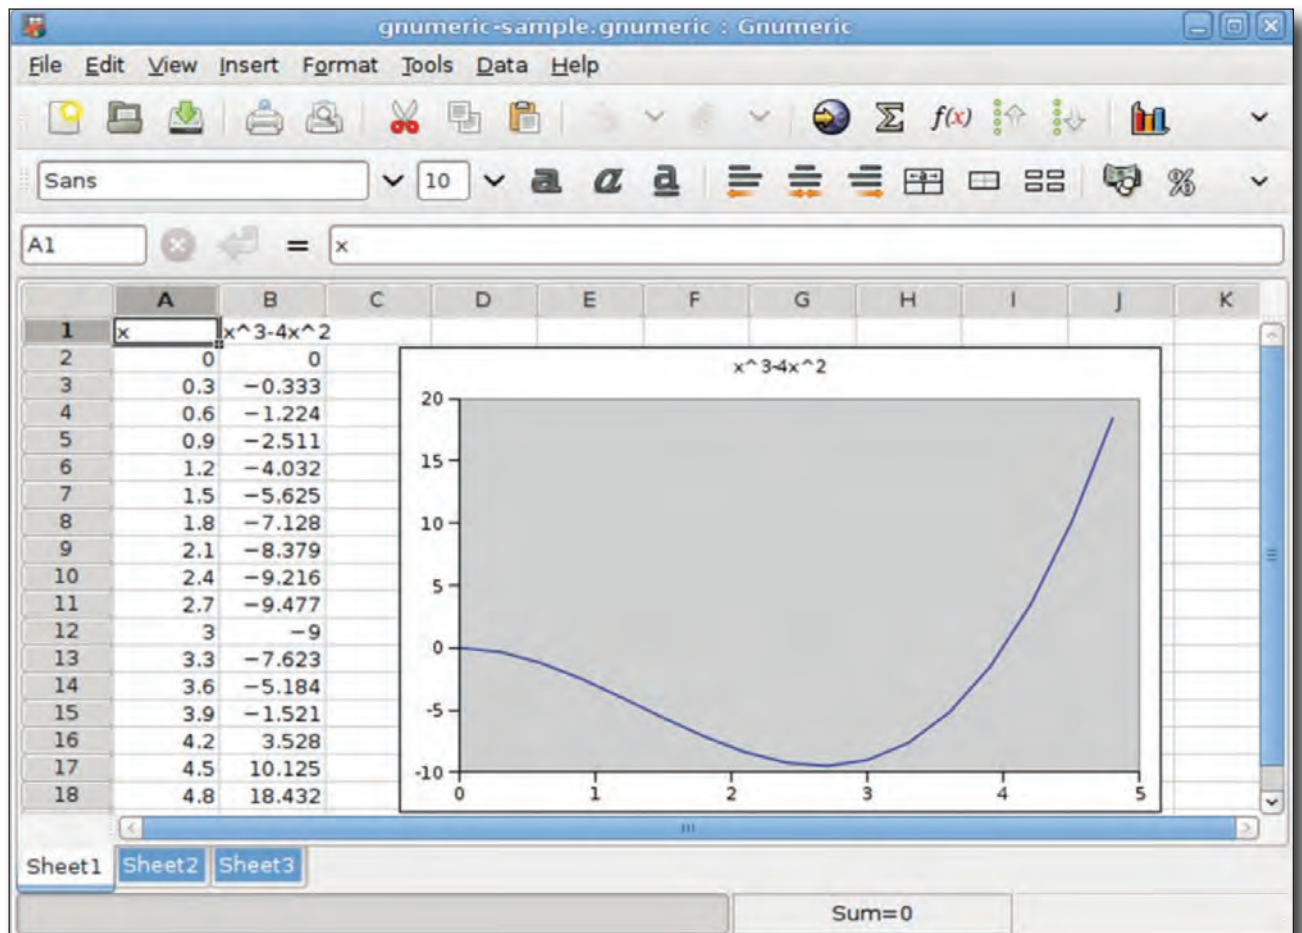 gnumeric-sample.gnumeric : Gnumeric
File Edit View Insert Format Tools Data Help
f(x)
Sans 10 a a a %
A1 = x
A B C D E F G H I J K
1 x x^3-4x^2
2 0 0
3 0.3 −0.333
4 0.6 −1.224
5 0.9 −2.511
6 1.2 −4.032
7 1.5 −5.625
8 1.8 −7.128
9 2.1 −8.379
10 2.4 −9.216
11 2.7 −9.477
12 3 −9
13 3.3 −7.623
14 3.6 −5.184
15 3.9 −1.521
16 4.2 3.528
17 4.5 10.125
18 4.8 18.432
x^3-4x^2
20
15
10
5
0
-5
-10
0 1 2 3 4 5
Sheet1 Sheet2 Sheet3
Sum=0